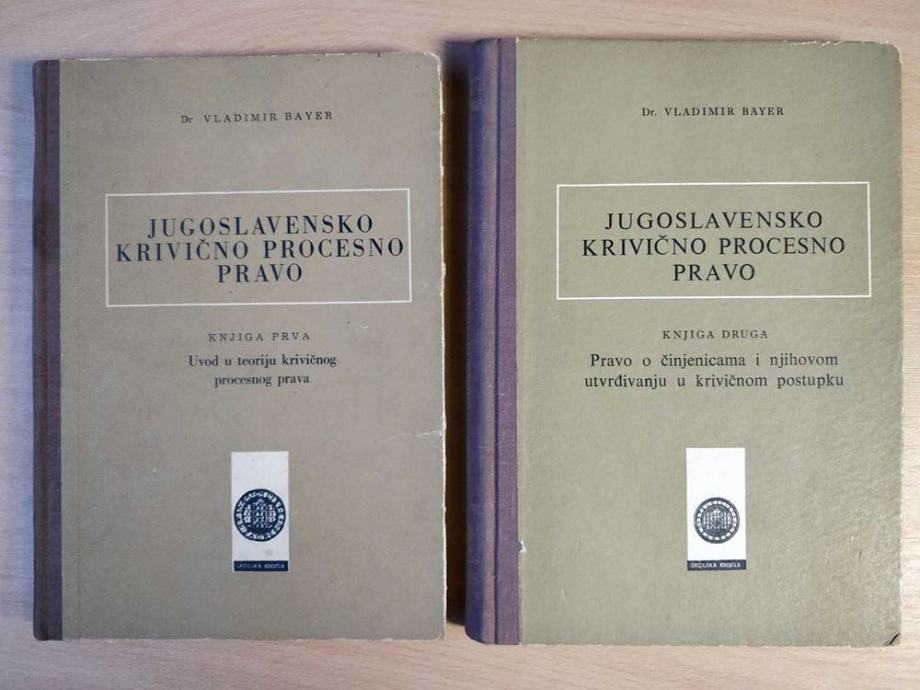 Dr VLADIMIR BAYER
JUGOSLAVENSKO
KRIVIČNO PROCESNO
PRAVO
KNJIGA PRVA
Uvod u teoriju krivičnog
procesnog prava
ŠKOLSKA KNJIGA
Dr. VLADIMIR BAYER
JUGOSLAVENSKO
KRIVIČNO PROCESNO
PRAVO
KNJIGA DRUGA
Pravo o činjenicama i njihovom
utvrđivanju u krivičnom postupku
ŠKOLSKA KNJIGA